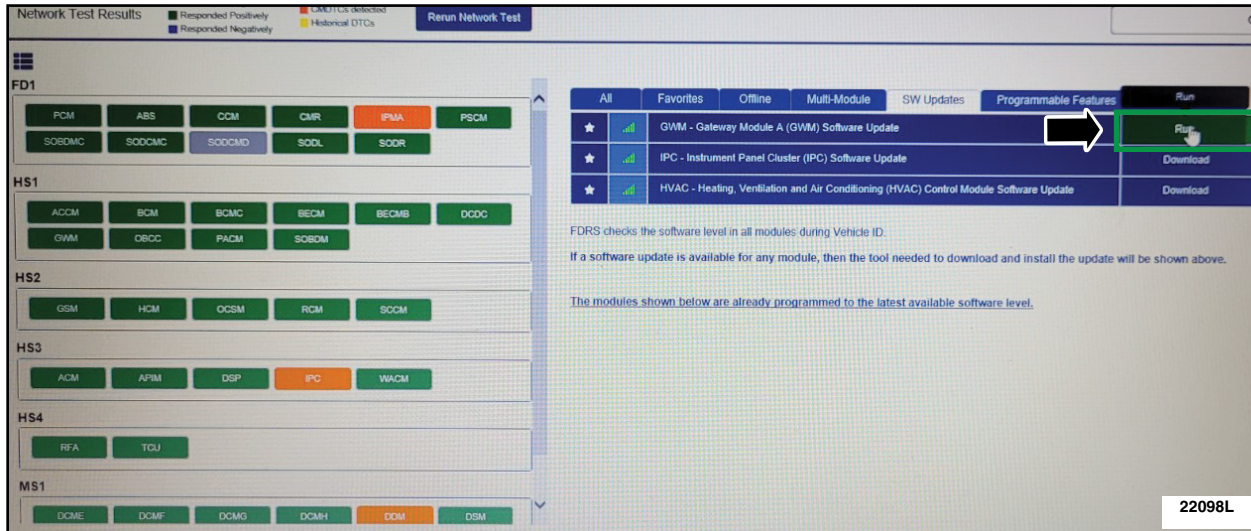 Network Test Results
Responded Positively
Responded Negatively
CMDTCs detected
Historical DTCs
Rerun Network Test
FD1
PCM ABS CCM CMR IPMA PSCM
SOBDMC SODCMC SODCMD SODL SODR
HS1
ACCM BCM BCMC BECM BECMB DCDC
GWM OBCC PACM SOBDM
HS2
GSM HCM OCSM RCM SCCM
HS3
ACM APIM DSP IPC WACM
HS4
RFA TCU
MS1
DCME DCMF DCMG DCMH DDM DSM
All Favorites Offline Multi-Module SW Updates Programmable Features Run
GWM - Gateway Module A (GWM) Software Update Run
IPC - Instrument Panel Cluster (IPC) Software Update Download
HVAC - Heating, Ventilation and Air Conditioning (HVAC) Control Module Software Update Download
FDRS checks the software level in all modules during Vehicle ID.
If a software update is available for any module, then the tool needed to download and install the update will be shown above.
The modules shown below are already programmed to the latest available software level.
22098L